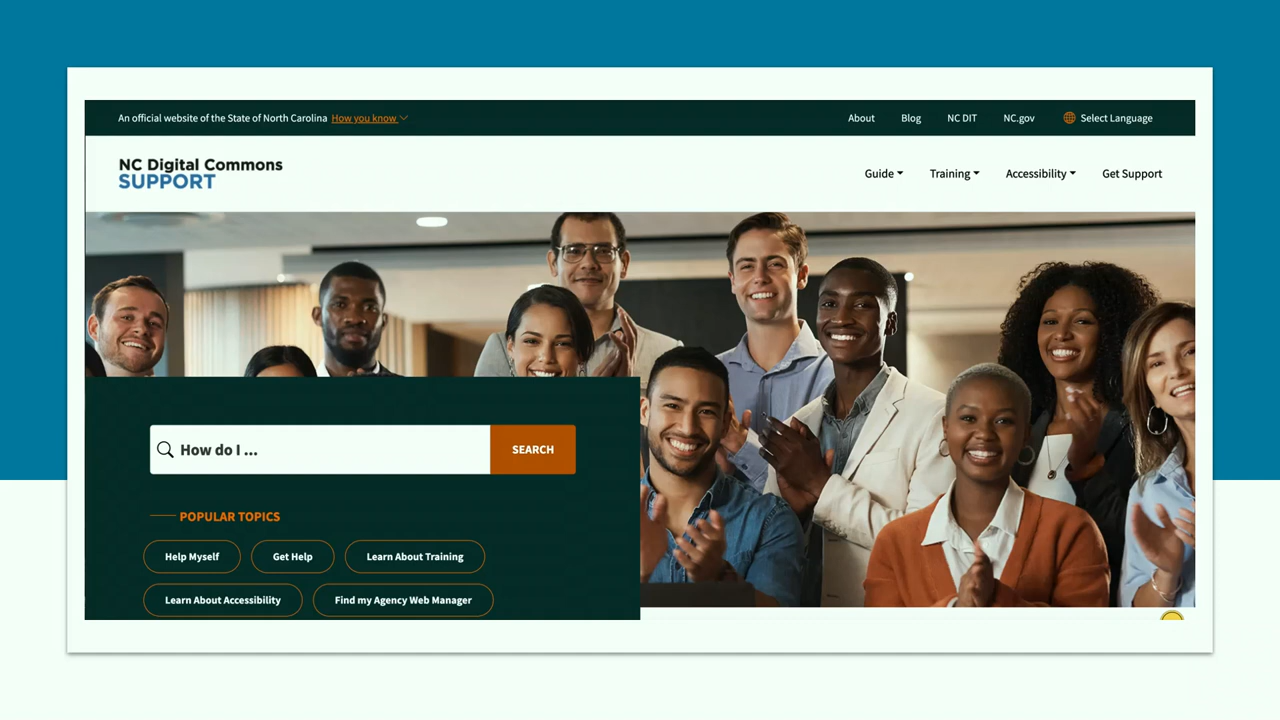 An official website of the State of North Carolina How you know
About Blog NC DIT NC.gov Select Language
NC Digital Commons
SUPPORT
Guide Training Accessibility Get Support
How do I ... SEARCH
POPULAR TOPICS
Help Myself Get Help Learn About Training
Learn About Accessibility Find my Agency Web Manager